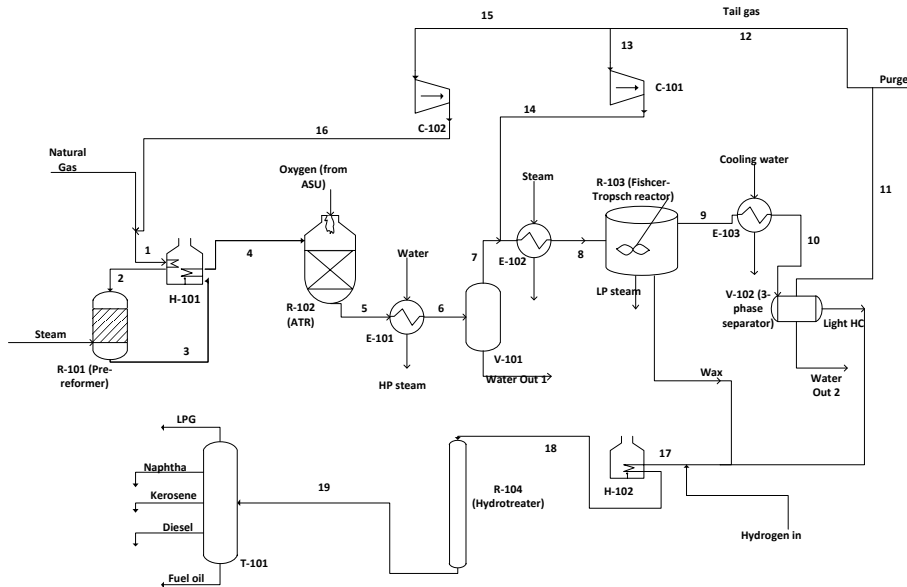 15
Tail gas
12
13
C-101
Purge
14
C-102
16
Natural
Gas
Oxygen (from
ASU)
Steam
R-103 (Fishcer-
Tropsch reactor)
Cooling water
11
9
1
4
E-103
10
2
H-101
7
E-102
8
Water
R-102
(ATR)
5
6
E-101
LP steam
V-102 (3-
phase
separator)
Light HC
Steam
3
R-101 (Pre-
reformer)
V-101
HP steam
Water Out 1
Wax
Water
Out 2
LPG
18
17
Naphtha
R-104
(Hydrotreater)
H-102
19
Kerosene
Diesel
Hydrogen in
T-101
Fuel oil